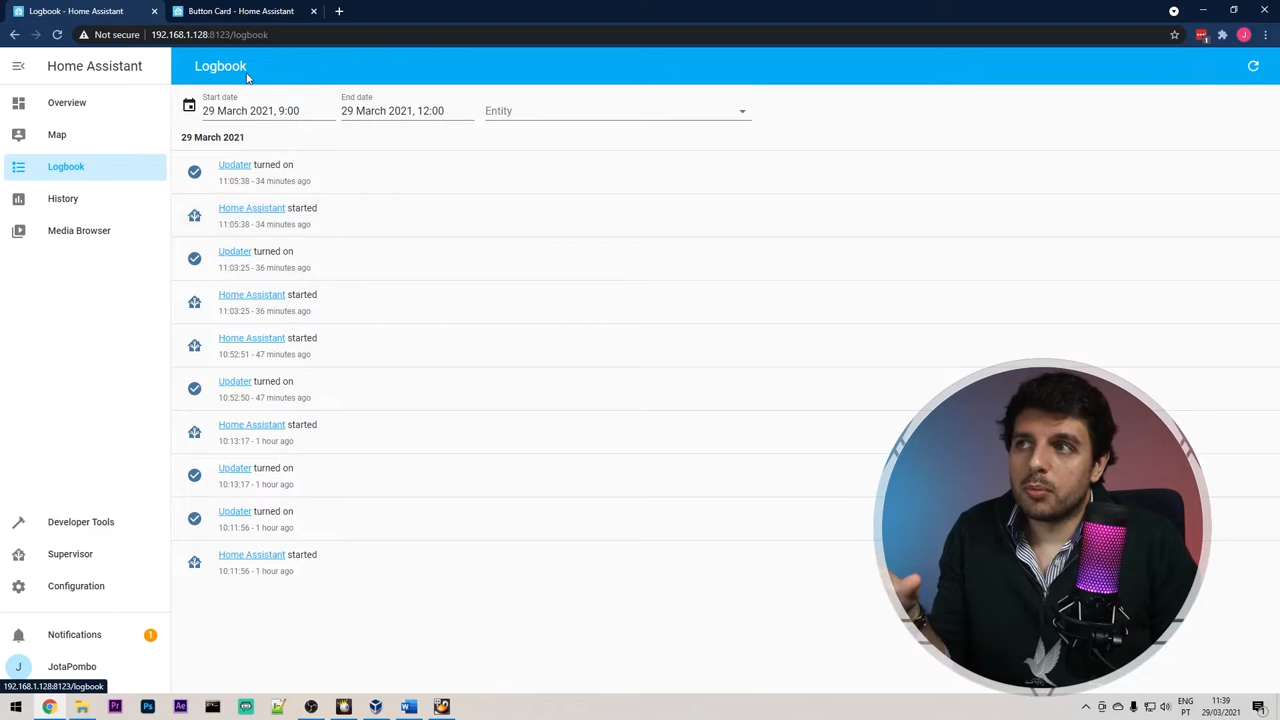 Logbook - Home Assistant
Button Card - Home Assistant
Not secure
192.168.1.128:8123/logbook
J
Home Assistant
Overview
Map
Logbook
History
Media Browser
Developer Tools
Supervisor
Configuration
Notifications
1
J
JotaPombo
192.168.1.128:8123/logbook
Logbook
Start date
29 March 2021, 9:00
End date
29 March 2021, 12:00
Entity
29 March 2021
Updater turned on
11:05:38 - 34 minutes ago
Home Assistant started
11:05:38 - 34 minutes ago
Updater turned on
11:03:25 - 36 minutes ago
Home Assistant started
11:03:25 - 36 minutes ago
Home Assistant started
10:52:51 - 47 minutes ago
Updater turned on
10:52:50 - 47 minutes ago
Home Assistant started
10:13:17 - 1 hour ago
Updater turned on
10:13:17 - 1 hour ago
Updater turned on
10:11:56 - 1 hour ago
Home Assistant started
10:11:56 - 1 hour ago
Pr
Ps
Ae
ENG
PT
11:39
29/03/2021